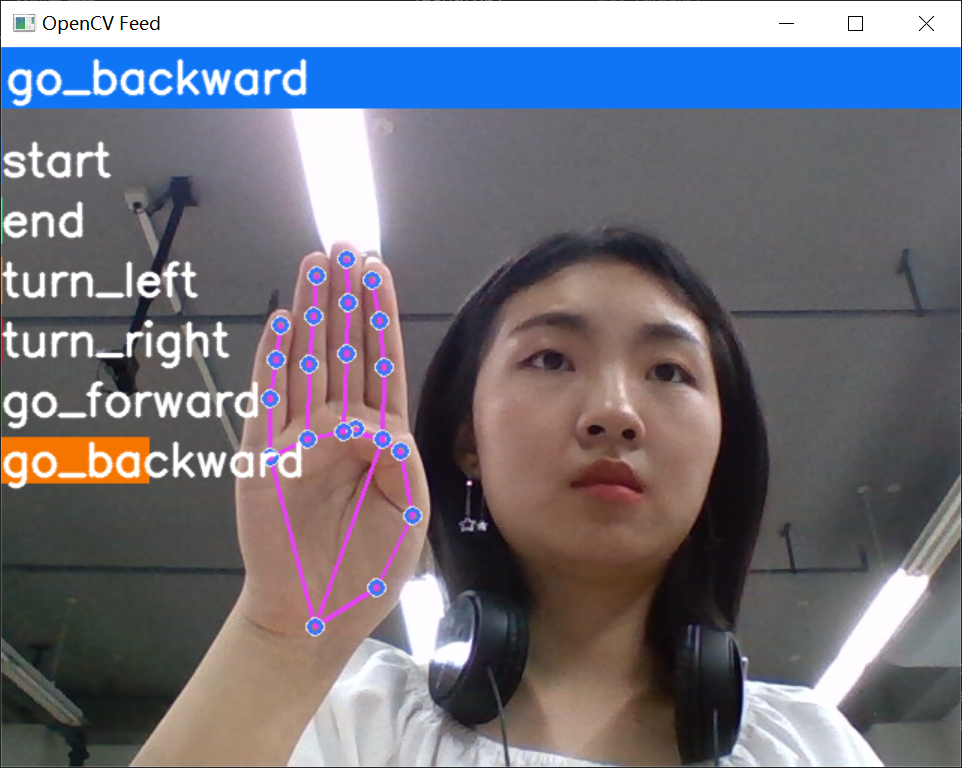 OpenCV Feed
go_backward
start
end
turn_left
turn_right
go_forward
go_backward